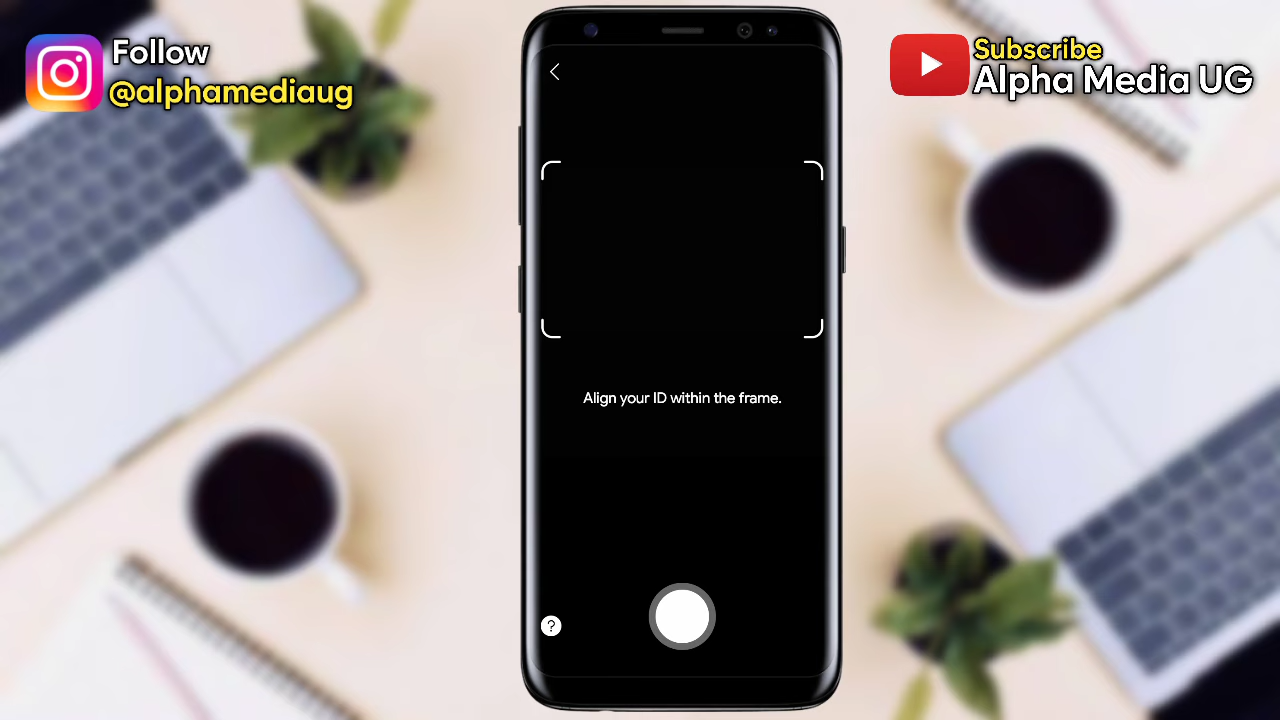 Follow
@alphamediaug
Subscribe
Alpha Media UG
Align your ID within the frame.
?